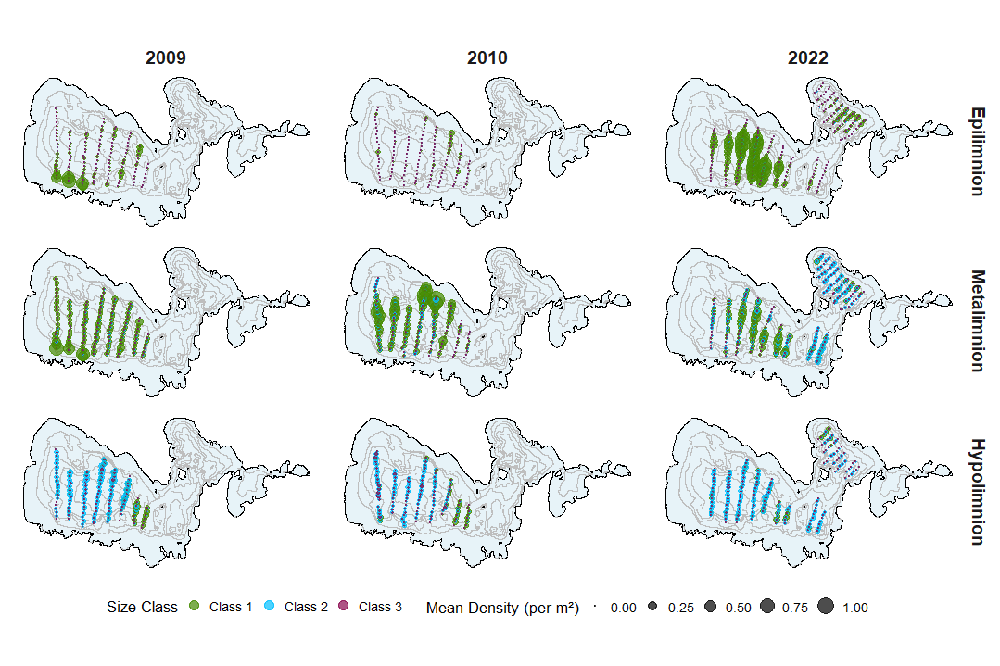 2009 2010 2022
Epilimnion
Metalimnion
Hypolimnion
Size Class Class 1 Class 2 Class 3 Mean Density (per m²) 0.00 0.25 0.50 0.75 1.00